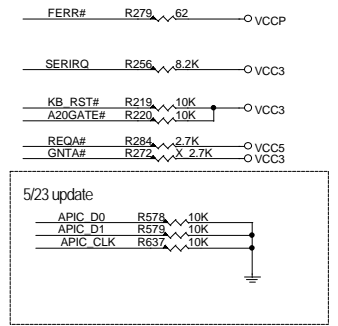 FERR# R279 62 VCCP
SERIRQ R256 8.2K VCC3
KB_RST# R219 10K VCC3
A20GATE# R220 10K
REQA# R284 2.7K VCC5
GNTA# R272 X_2.7K VCC3
5/23 update
APIC_D0 R578 10K
APIC_D1 R579 10K
APIC_CLK R637 10K